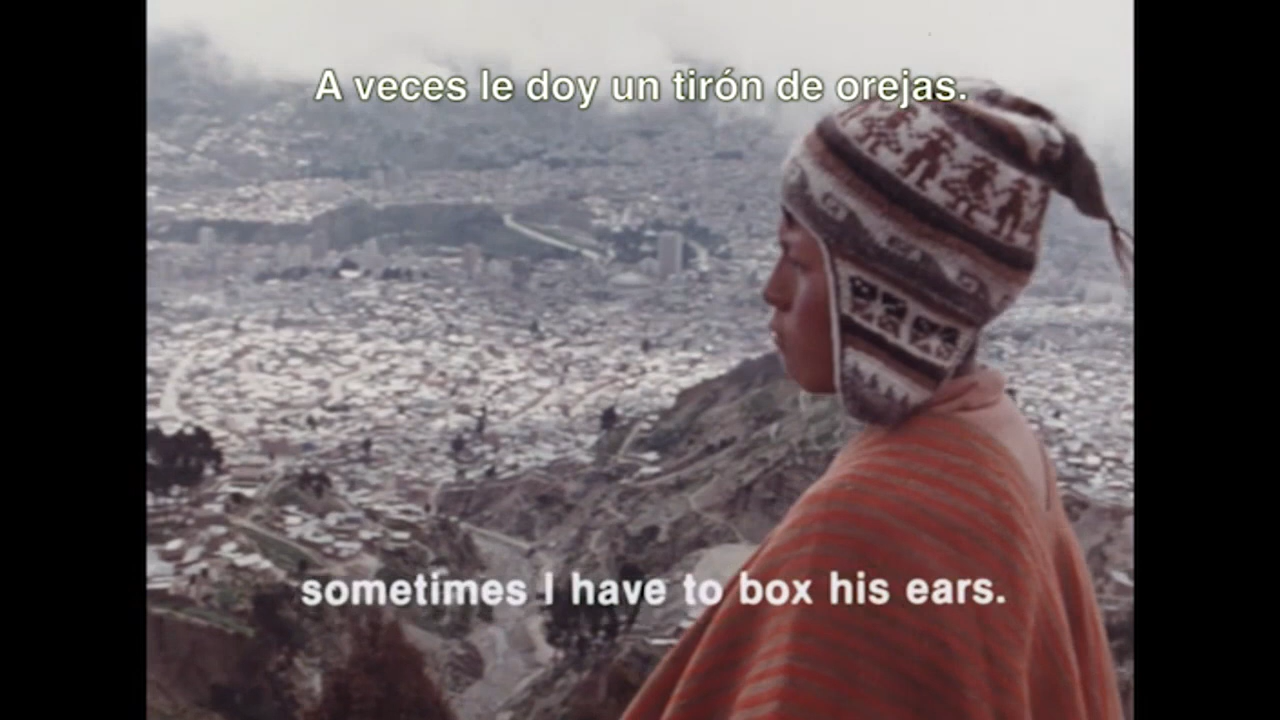 A veces le doy un tirón de orejas.
sometimes I have to box his ears.